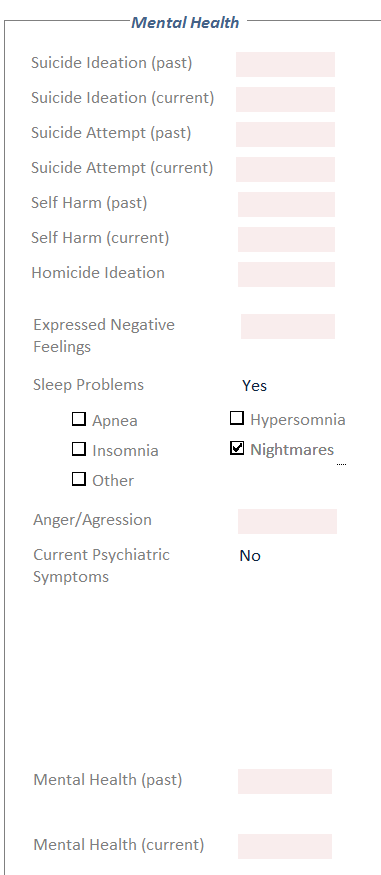 Mental Health
Suicide Ideation (past)
Suicide Ideation (current)
Suicide Attempt (past)
Suicide Attempt (current)
Self Harm (past)
Self Harm (current)
Homicide Ideation
Expressed Negative
Feelings
Sleep Problems Yes
Apnea Hypersomnia
Insomnia Nightmares
Other
Anger/Agression
Current Psychiatric No
Symptoms
Mental Health (past)
Mental Health (current)